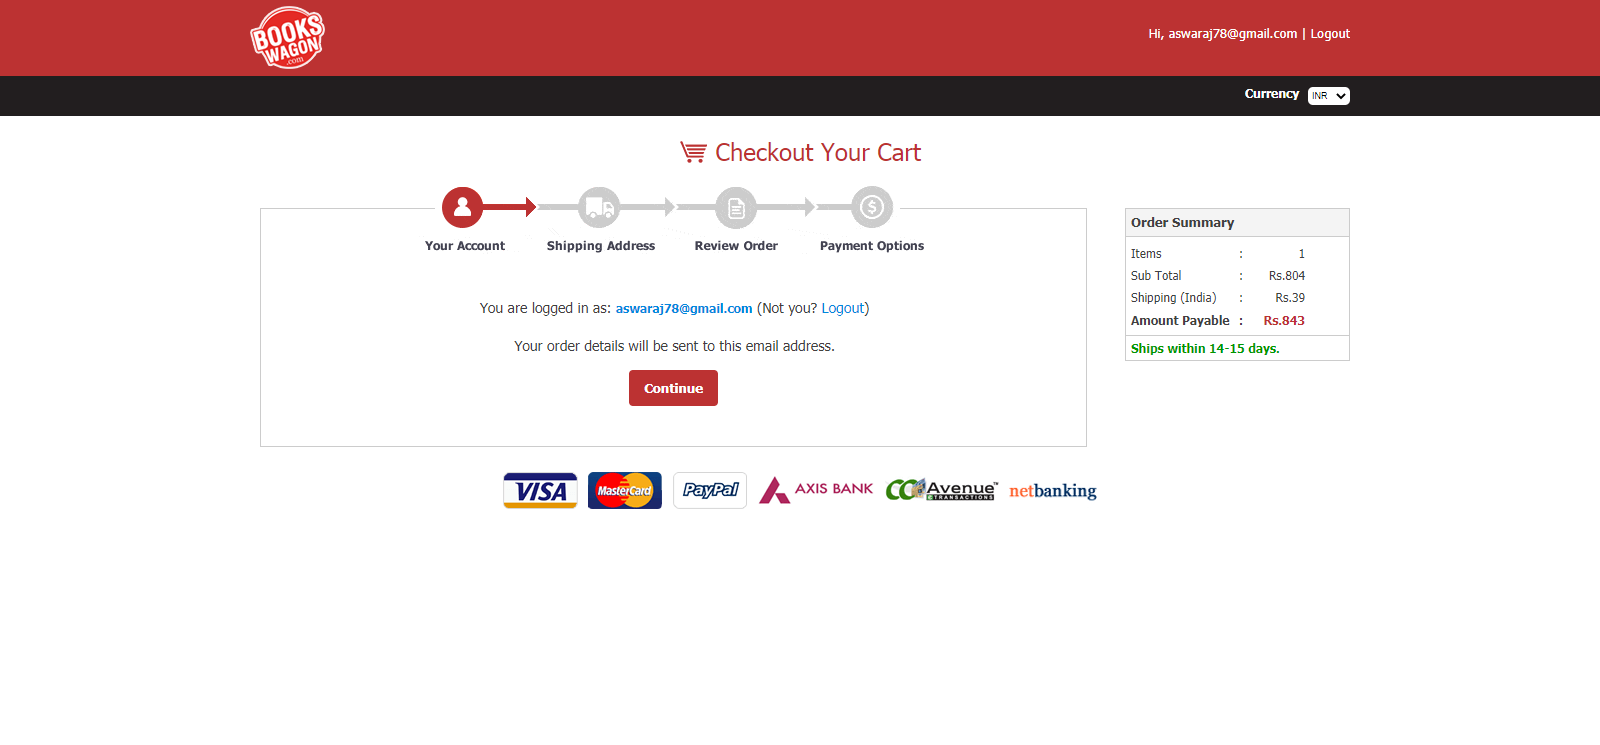 BOOKS
WAGON
.com
Hi, aswaraj78@gmail.com | Logout
Currency INR
Checkout Your Cart
Your Account
Shipping Address
Review Order
Payment Options
You are logged in as: aswaraj78@gmail.com (Not you? Logout)
Your order details will be sent to this email address.
Continue
Order Summary
Items : 1
Sub Total : Rs.804
Shipping (India) : Rs.39
Amount Payable : Rs.843
Ships within 14-15 days.
VISA
MasterCard
PayPal
AXIS BANK
CCAvenue™
eTRANSACTIONS
netbanking